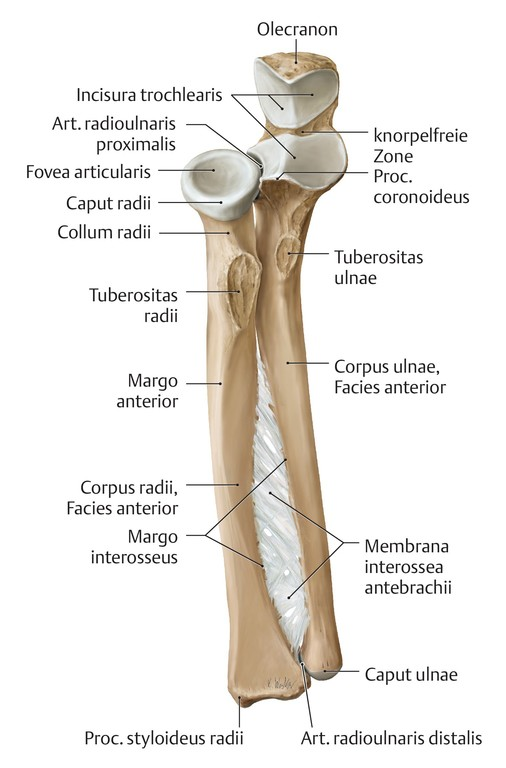 Olecranon
Incisura trochlearis
Art. radioulnaris
proximalis
Fovea articularis
Caput radii
Collum radii
Tuberositas
radii
Margo
anterior
Corpus radii,
Facies anterior
Margo
interosseus
Proc. styloideus radii
knorpelfreie
Zone
Proc.
coronoideus
Tuberositas
ulnae
Corpus ulnae,
Facies anterior
Membrana
interossea
antebrachii
Caput ulnae
Art. radioulnaris distalis